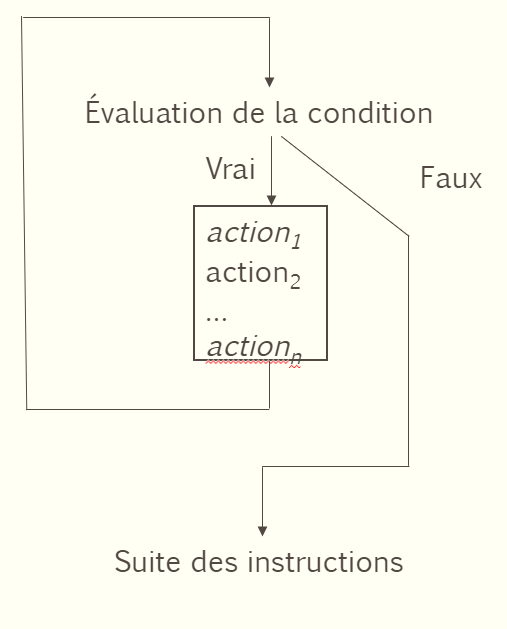 Évaluation de la condition
Vrai
Faux
action₁
action₂
...
actionₙ
Suite des instructions